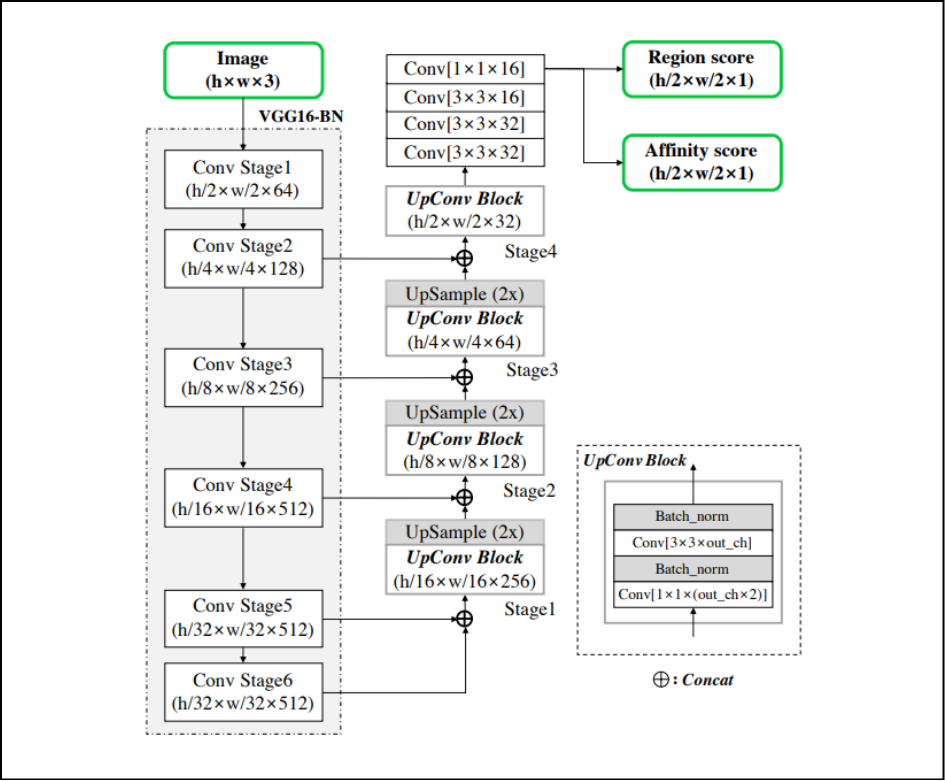 Image
(h×w×3)
VGG16-BN
Conv Stage1
(h/2×w/2×64)
Conv Stage2
(h/4×w/4×128)
Conv Stage3
(h/8×w/8×256)
Conv Stage4
(h/16×w/16×512)
Conv Stage5
(h/32×w/32×512)
Conv Stage6
(h/32×w/32×512)
Conv[1×1×16]
Conv[3×3×16]
Conv[3×3×32]
Conv[3×3×32]
UpConv Block
(h/2×w/2×32)
Stage4
UpSample (2x)
UpConv Block
(h/4×w/4×64)
Stage3
UpSample (2x)
UpConv Block
(h/8×w/8×128)
Stage2
UpSample (2x)
UpConv Block
(h/16×w/16×256)
Stage1
Region score
(h/2×w/2×1)
Affinity score
(h/2×w/2×1)
UpConv Block
Batch_norm
Conv[3×3×out_ch]
Batch_norm
Conv[1×1×(out_ch×2)]
⊕ : Concat